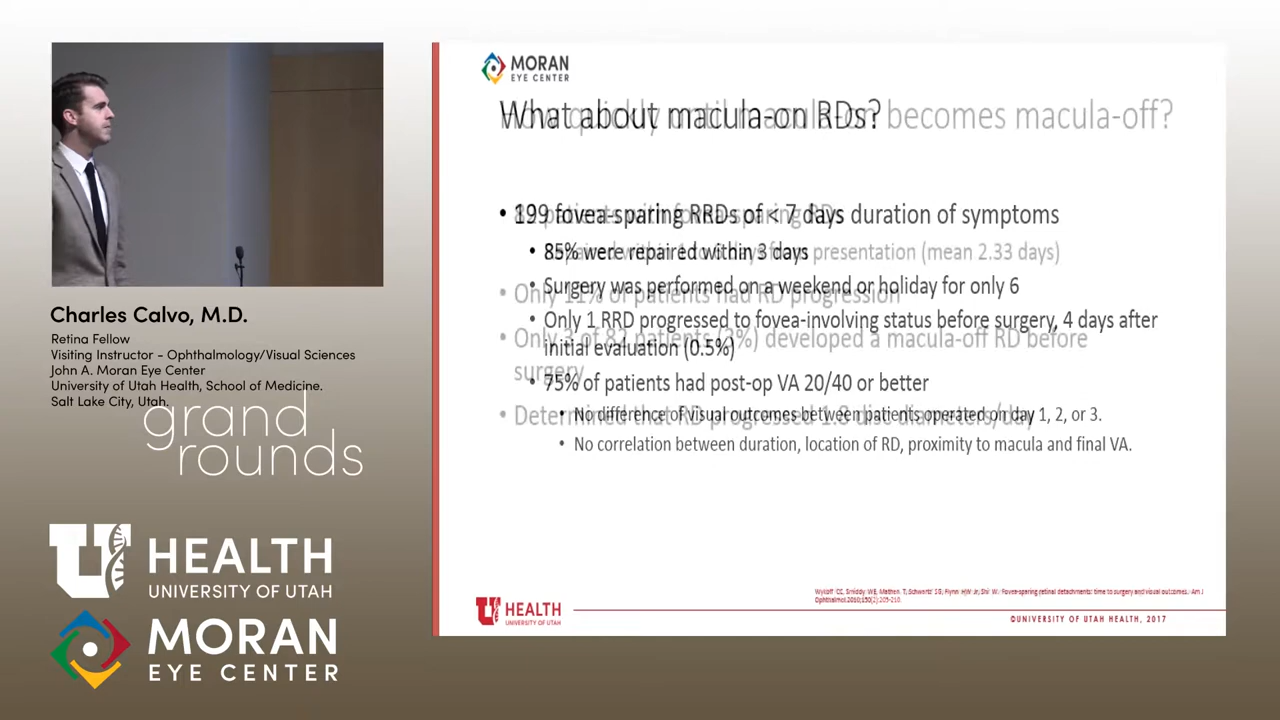 MORAN
EYE CENTER
What about macula-on RDs?
becomes macula-off?
• 199 fovea-sparing RRDs of < 7 days duration of symptoms
• 85% were repaired within 3 days
presentation (mean 2.33 days)
• Surgery was performed on a weekend or holiday for only 6
• Only 11% of patients had RD progression
• Only 1 RRD progressed to fovea-involving status before surgery, 4 days after
initial evaluation (0.5%)
• Only 3 of 82 patients (3%) developed a macula-off RD before
surgery
• 75% of patients had post-op VA 20/40 or better
• No difference of visual outcomes between patients operated on day 1, 2, or 3.
• Determined that RD progressed 1.8 disc diameters/day
• No correlation between duration, location of RD, proximity to macula and final VA.
HEALTH
UNIVERSITY OF UTAH
©UNIVERSITY OF UTAH HEALTH, 2017
Charles Calvo, M.D.
Retina Fellow
Visiting Instructor - Ophthalmology/Visual Sciences
John A. Moran Eye Center
University of Utah Health, School of Medicine.
Salt Lake City, Utah.
grand
rounds
U HEALTH
UNIVERSITY OF UTAH
MORAN
EYE CENTER